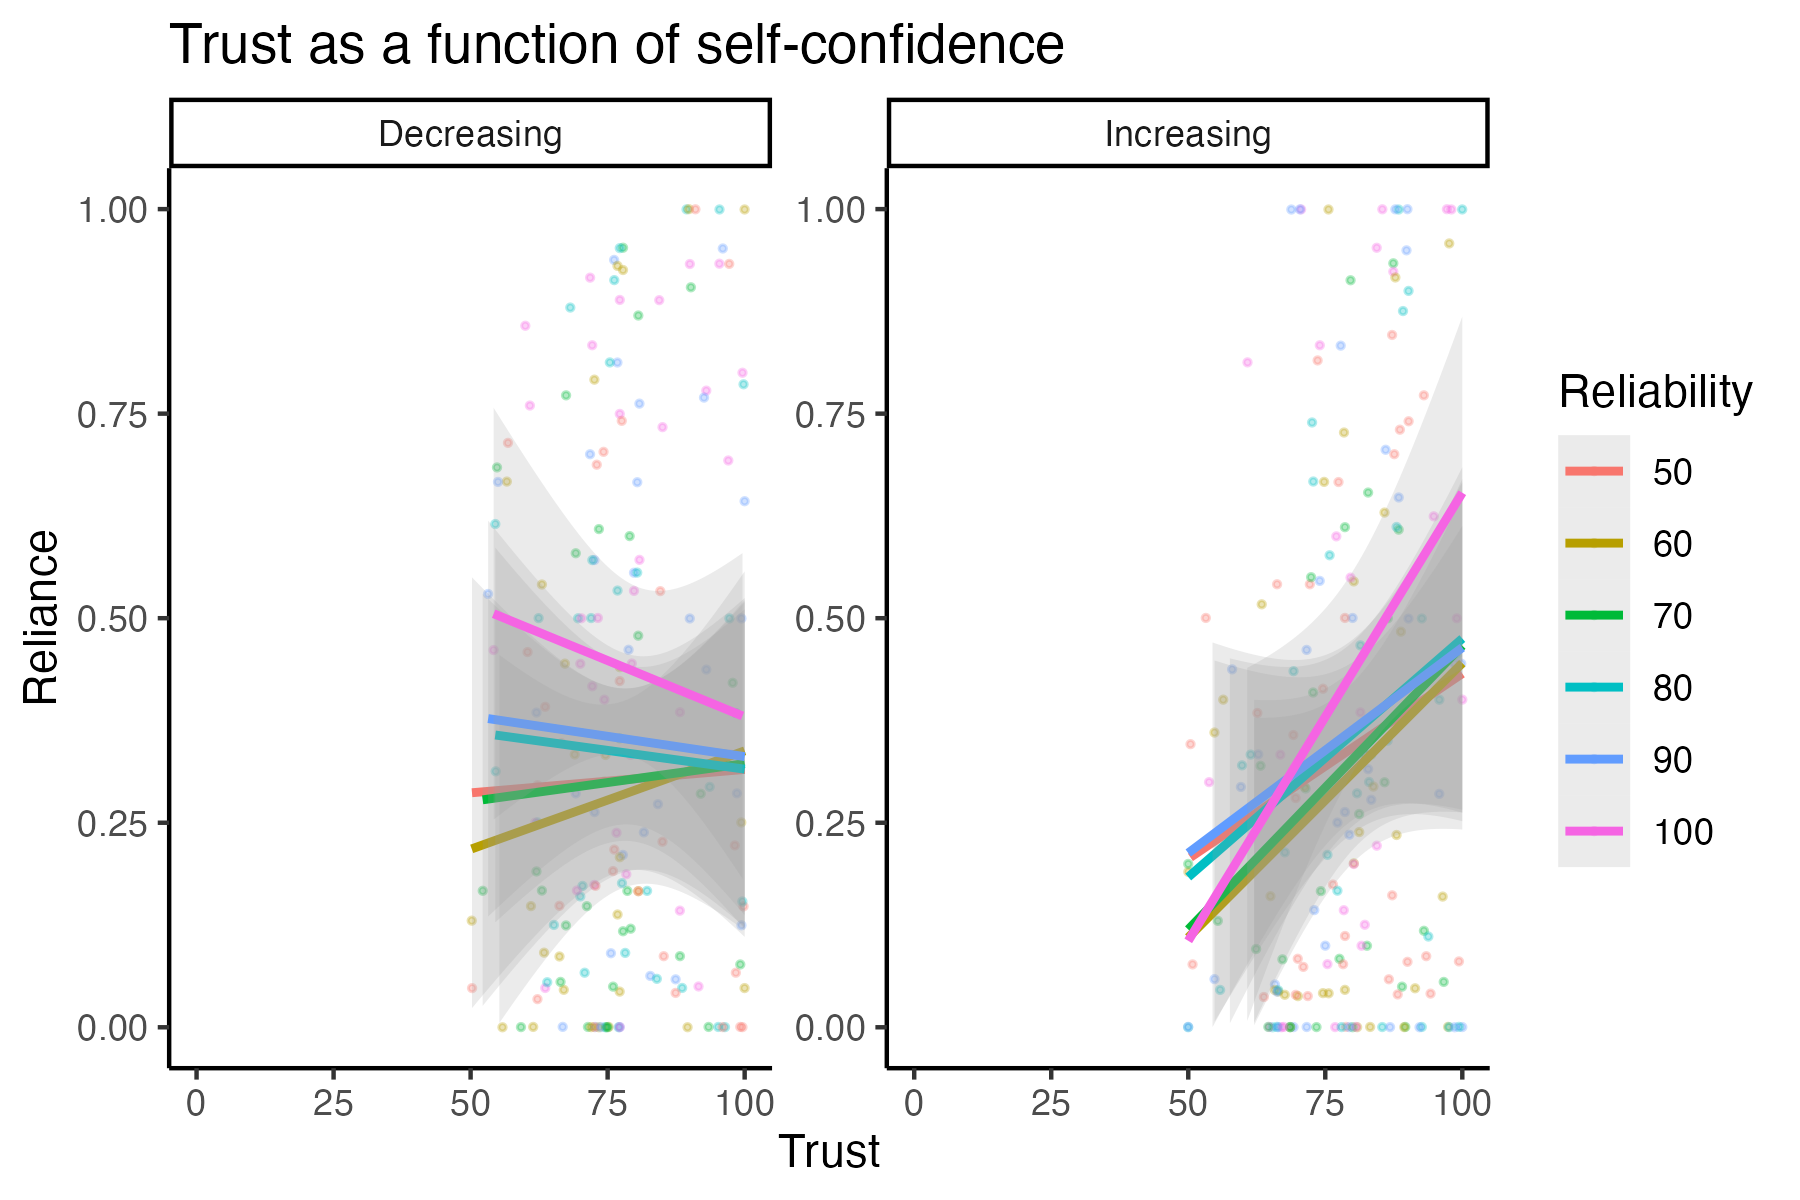 Trust as a function of self-confidence
Decreasing
Increasing
1.00
0.75
0.50
0.25
0.00
1.00
0.75
0.50
0.25
0.00
0 25 50 75 100
0 25 50 75 100
Reliance
Trust
Reliability
50
60
70
80
90
100